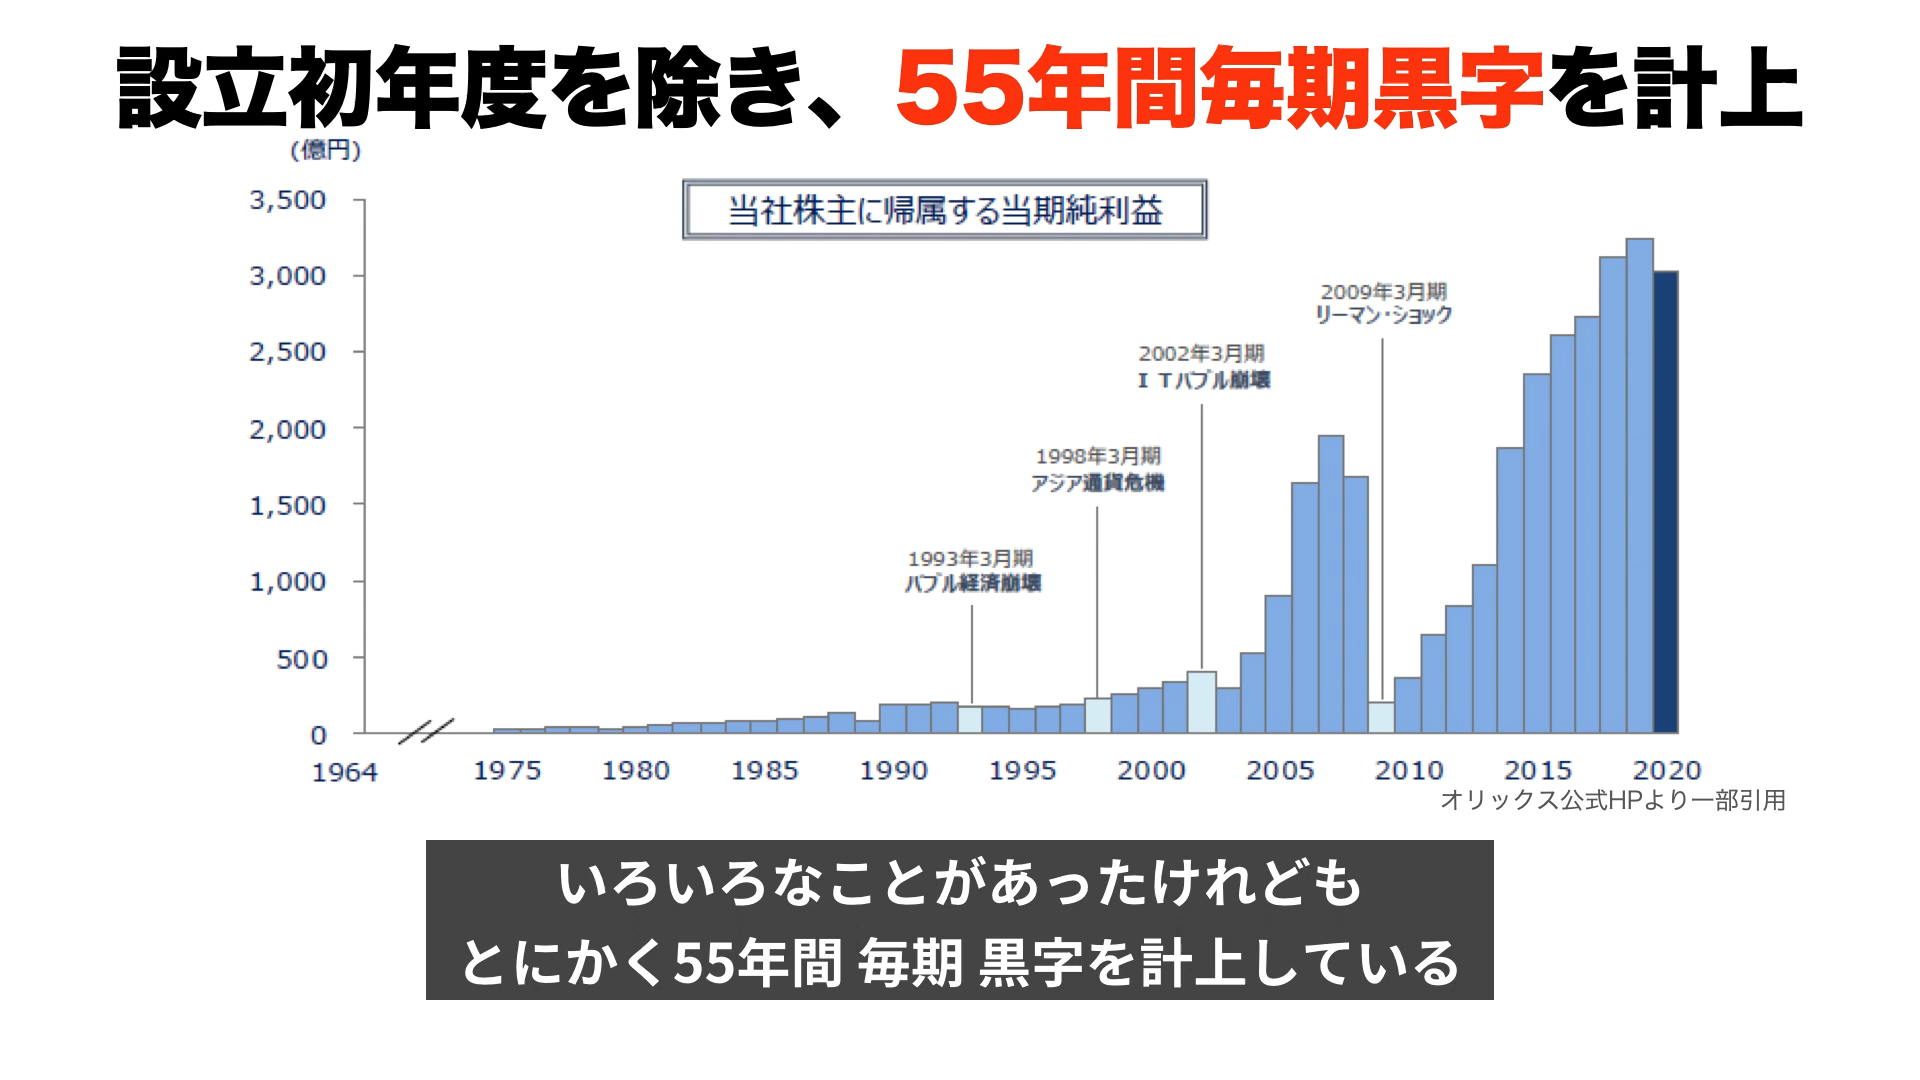 設立初年度を除き、55年間毎期黒字を計上
(億円)
当社株主に帰属する当期純利益
3,500
3,000
2,500
2,000
1,500
1,000
500
0
2009年3月期
リーマン・ショック
2002年3月期
ＩＴバブル崩壊
1998年3月期
アジア通貨危機
1993年3月期
バブル経済崩壊
1964 1975 1980 1985 1990 1995 2000 2005 2010 2015 2020
オリックス公式HPより一部引用
いろいろなことがあったけれども
とにかく55年間 毎期 黒字を計上している